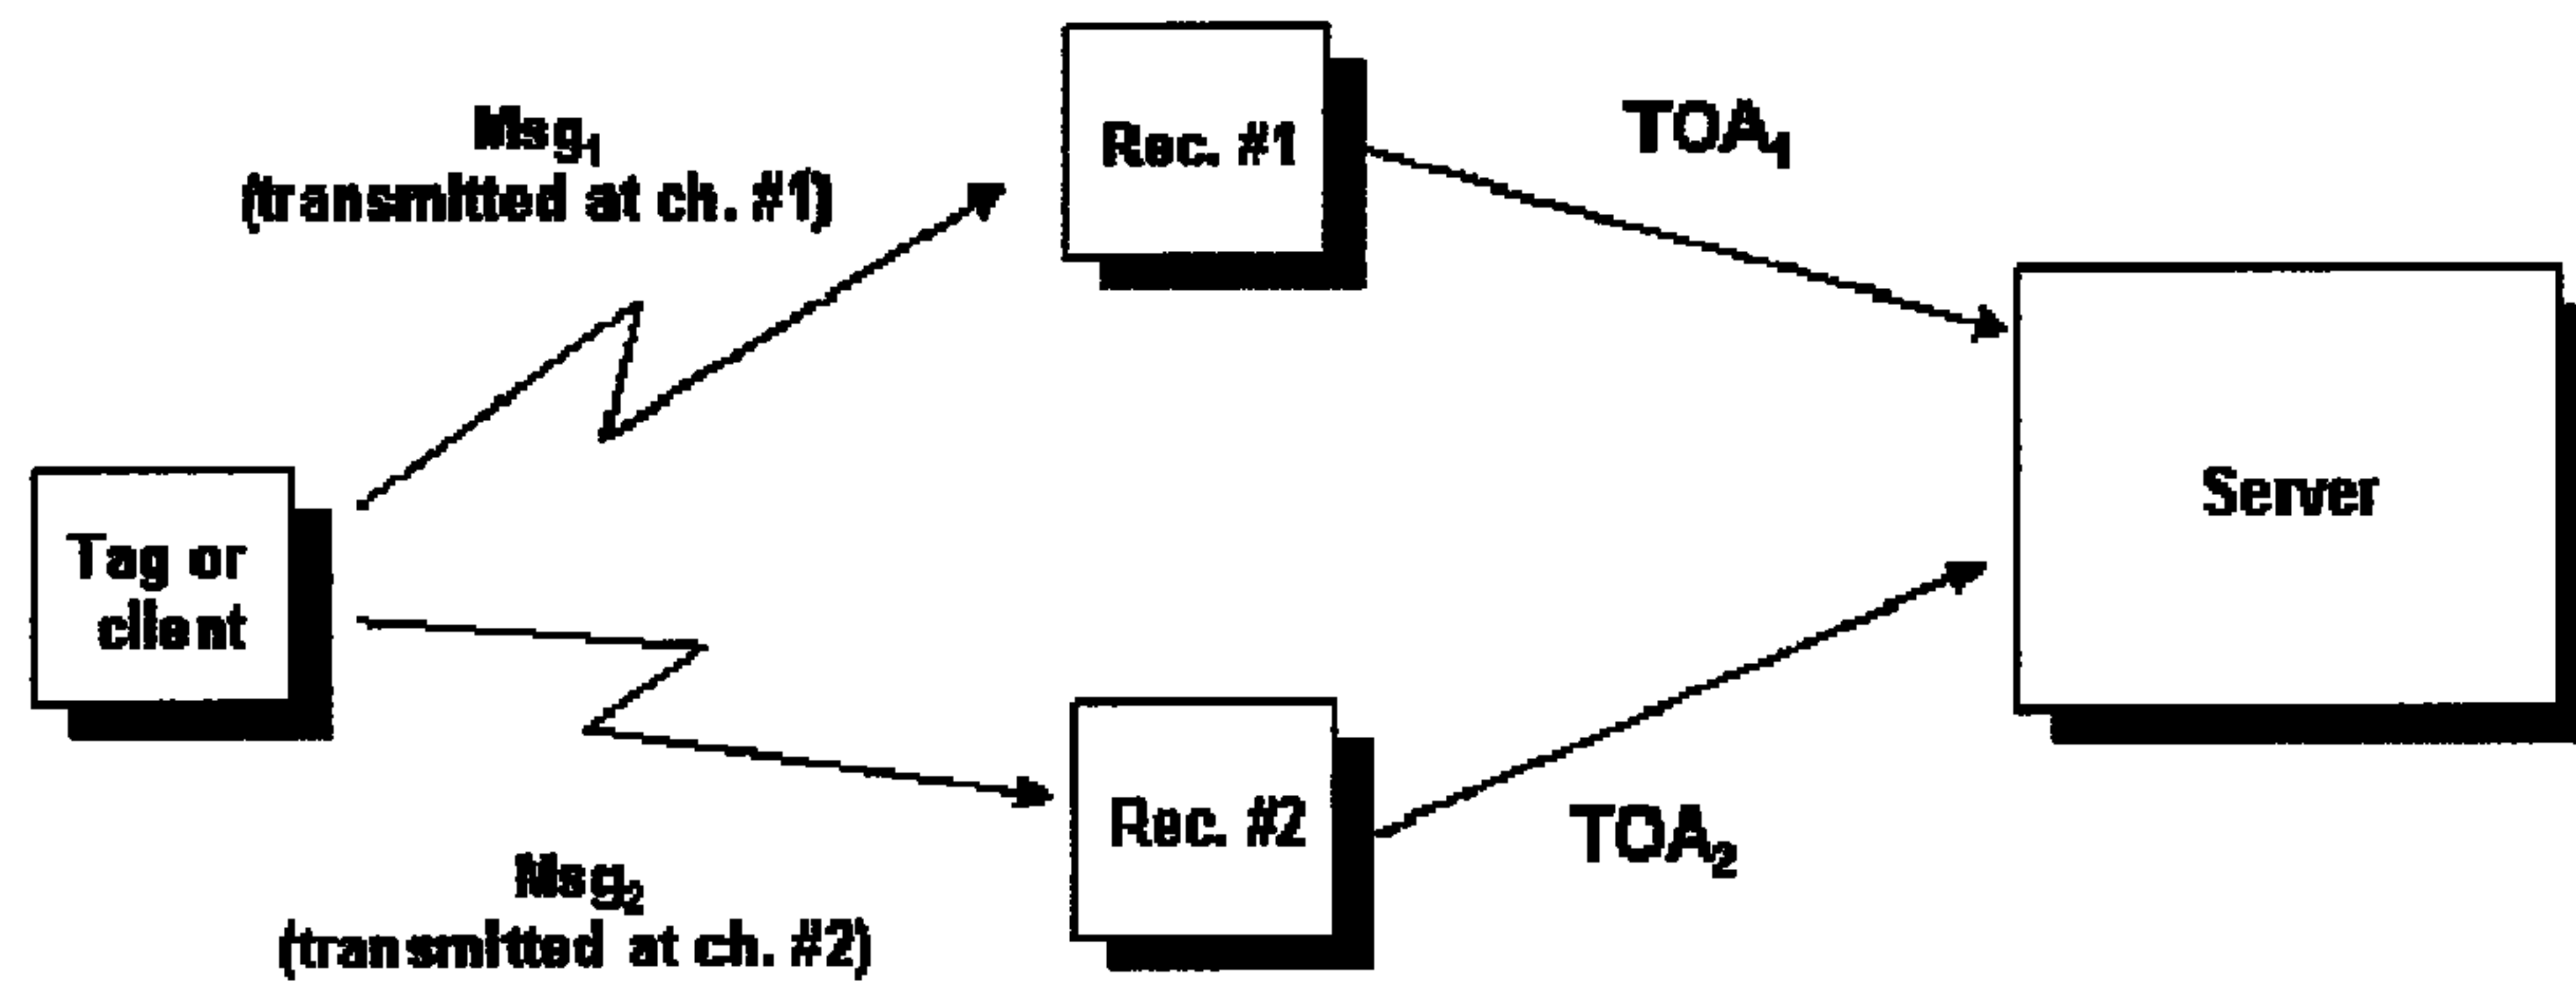 Msg₁
(transmitted at ch. #1)
Rec. #1
TOA₁
Tag or
client
Server
Rec. #2
TOA₂
Msg₂
(transmitted at ch. #2)